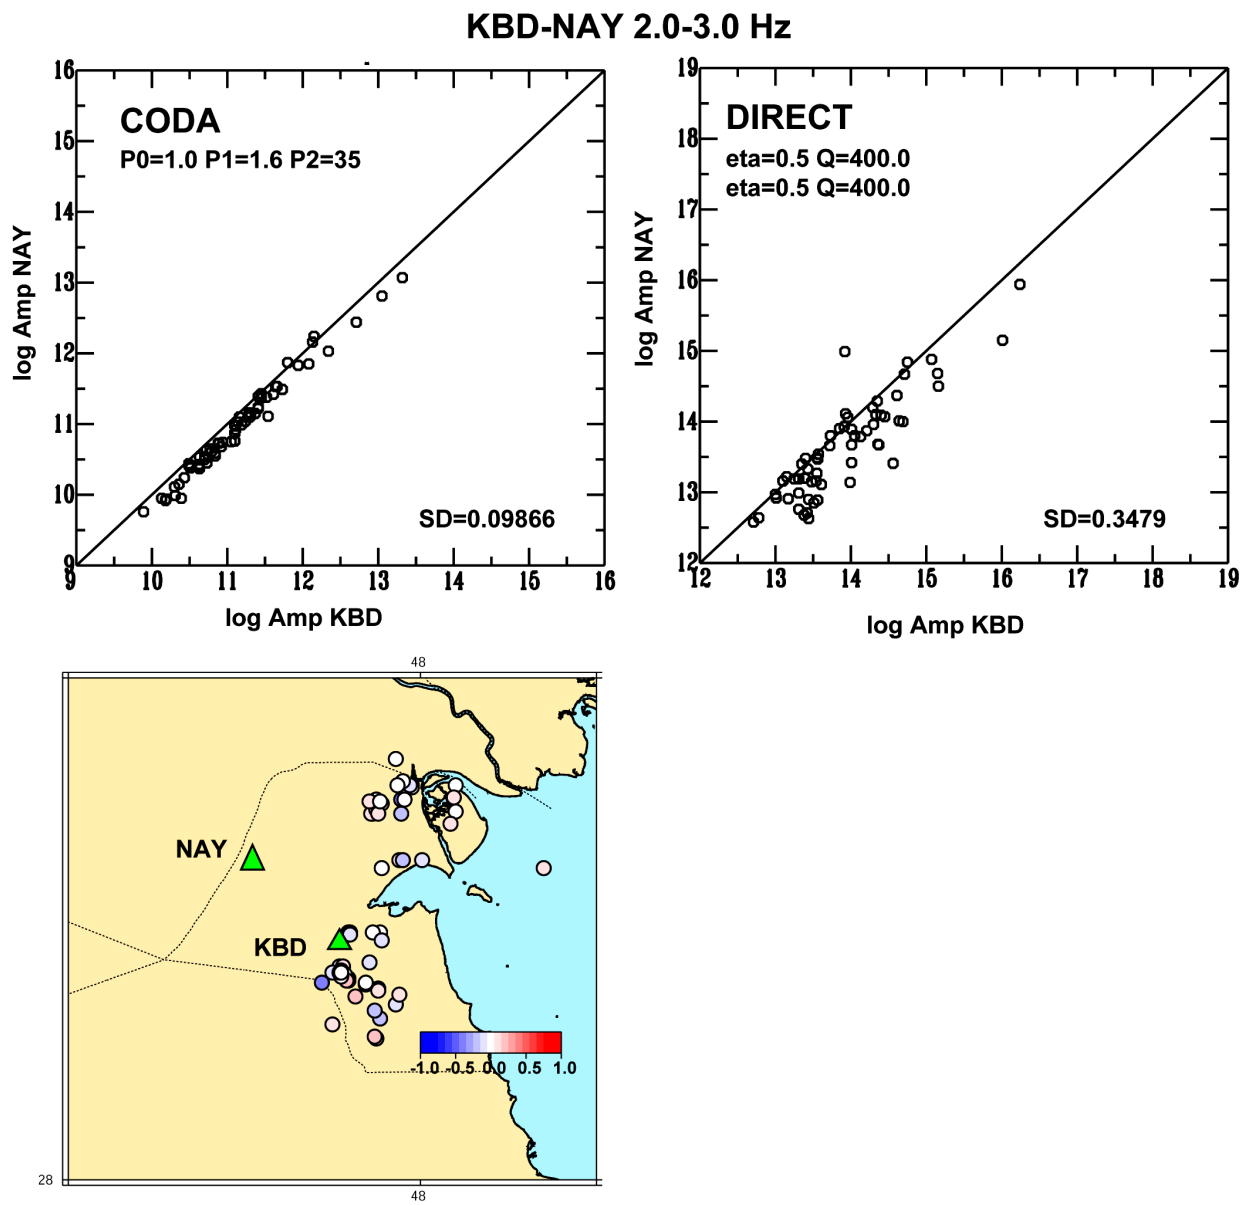 KBD-NAY 2.0-3.0 Hz
CODA
P0=1.0 P1=1.6 P2=35
16
15
14
13
12
11
10
9
log Amp NAY
SD=0.09866
9 10 11 12 13 14 15 16
log Amp KBD
DIRECT
eta=0.5 Q=400.0
eta=0.5 Q=400.0
19
18
17
16
15
14
13
12
log Amp NAY
SD=0.3479
12 13 14 15 16 17 18 19
log Amp KBD
48
NAY
KBD
-1.0 -0.5 0.0 0.5 1.0
28
48